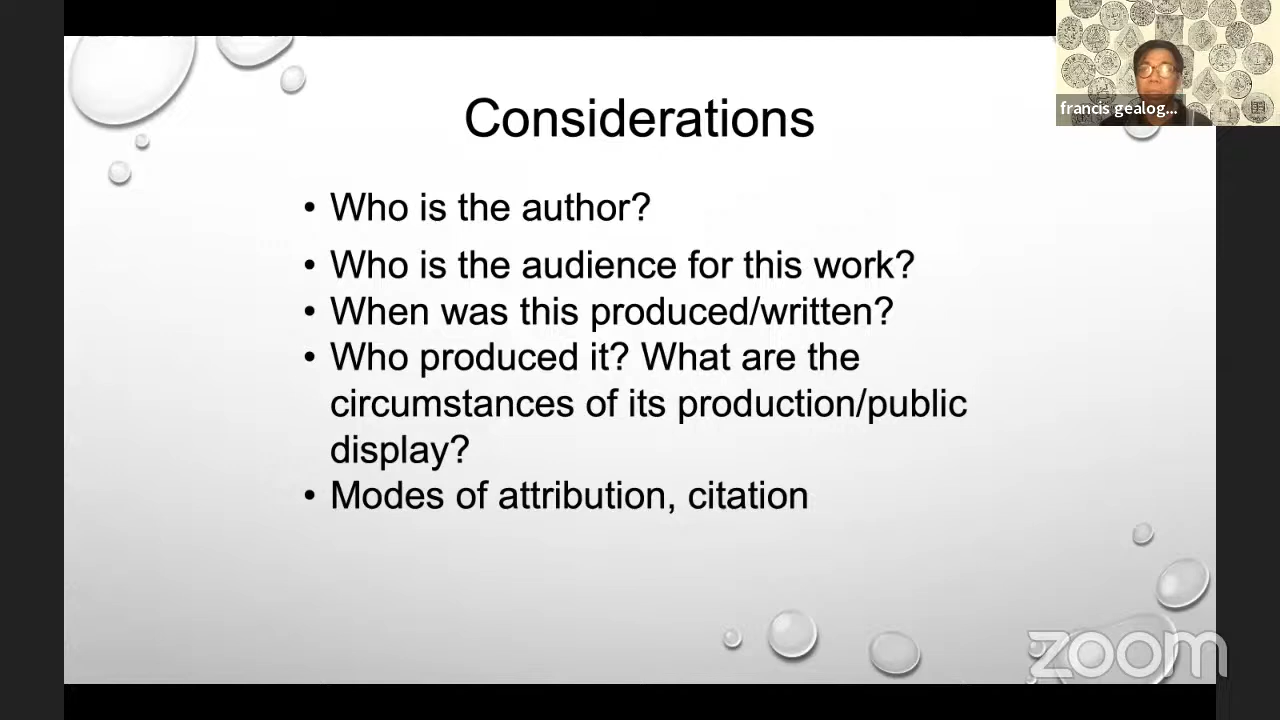 francis gealog...
Considerations
• Who is the author?
• Who is the audience for this work?
• When was this produced/written?
• Who produced it? What are the
circumstances of its production/public
display?
• Modes of attribution, citation
zoom